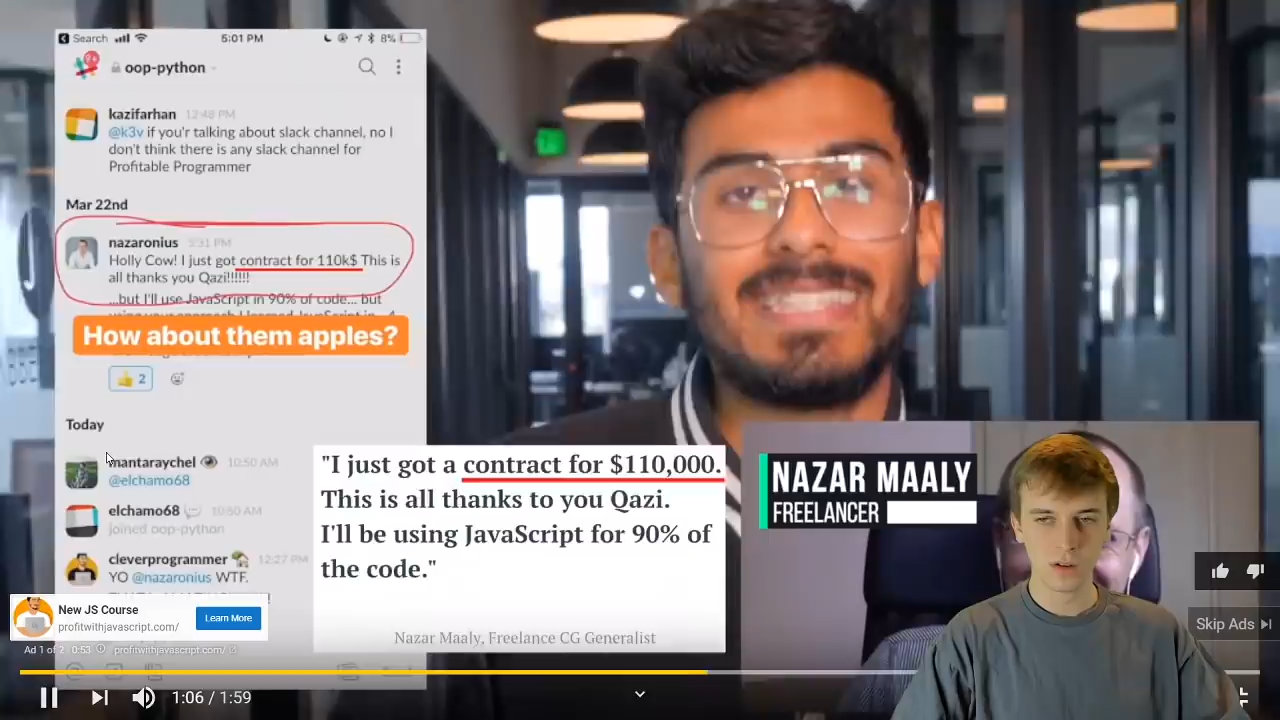 Search
5:01 PM
8%
oop-python
kazifarhan 12:48 PM
@k3v if you'r talking about slack channel, no I
don't think there is any slack channel for
Profitable Programmer
Mar 22nd
nazaronius 5:31 PM
Holly Cow! I just got contract for 110k$ This is
all thanks you Qazi!!!!!!
...but I'll use JavaScript in 90% of code... but
How about them apples?
2
Today
mantaraychel 10:50 AM
@elchamo68
elchamo68 10:50 AM
joined oop-python
cleverprogrammer 12:27 PM
YO @nazaronius WTF.
"I just got a contract for $110,000.
This is all thanks to you Qazi.
I'll be using JavaScript for 90% of
the code."
Nazar Maaly, Freelance CG Generalist
NAZAR MAALY
FREELANCER
New JS Course
profitwithjavascript.com/
Learn More
Ad 1 of 2 · 0:53 profitwithjavascript.com/
Skip Ads
1:06 / 1:59